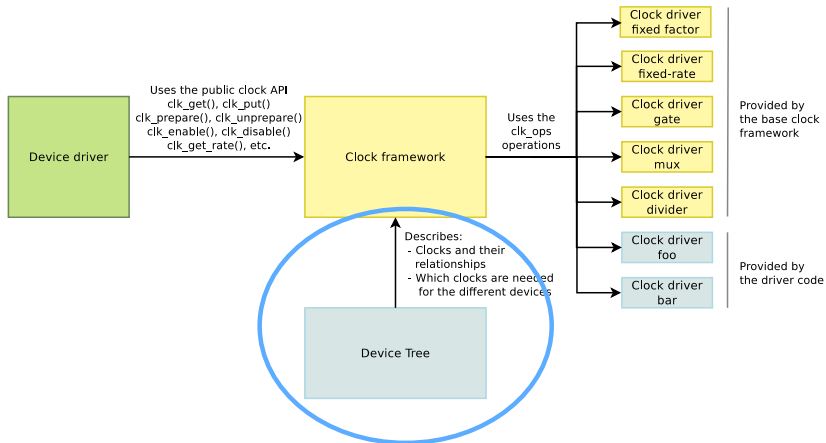 Device driver
Uses the public clock API
clk_get(), clk_put()
clk_prepare(), clk_unprepare()
clk_enable(), clk_disable()
clk_get_rate(), etc.
Clock framework
Describes:
- Clocks and their
relationships
- Which clocks are needed
for the different devices
Device Tree
Uses the
clk_ops
operations
Clock driver
fixed factor
Clock driver
fixed-rate
Clock driver
gate
Clock driver
mux
Clock driver
divider
Clock driver
foo
Clock driver
bar
Provided by
the base clock
framework
Provided by
the driver code